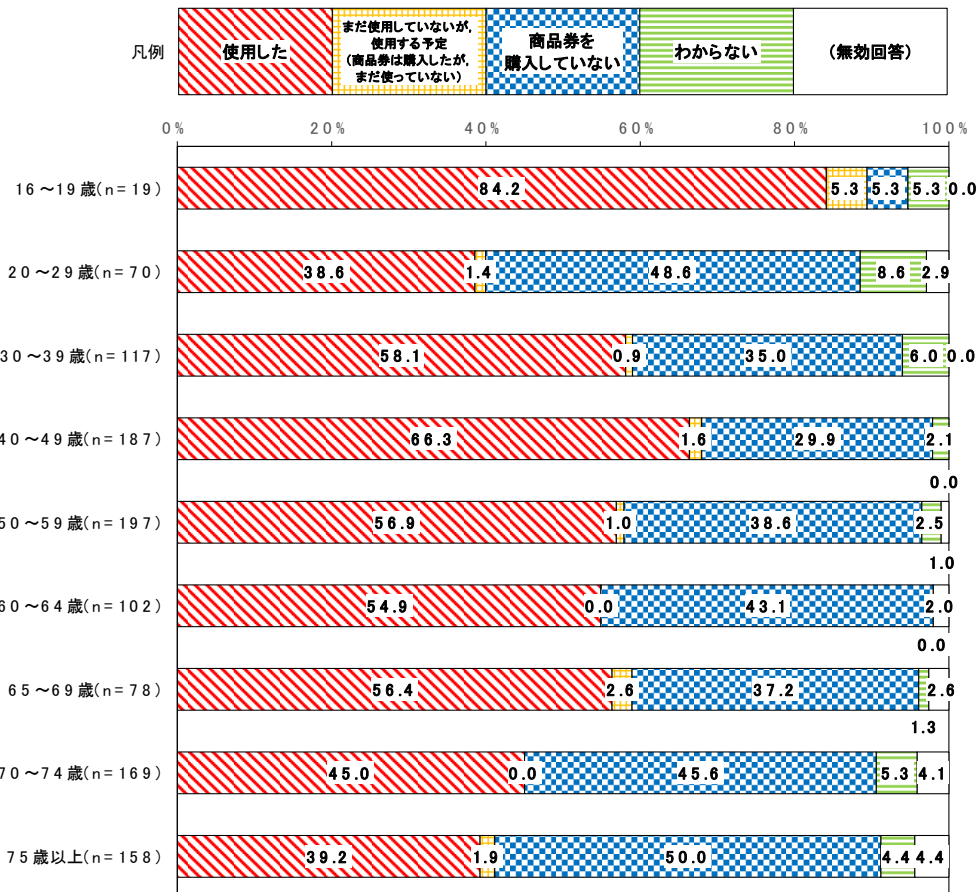 凡例
使用した
まだ使用していないが,
使用する予定
(商品券は購入したが,
まだ使っていない)
商品券を
購入していない
わからない
(無効回答)
0% 20% 40% 60% 80% 100%
16～19歳(n=19) 84.2 5.3 5.3 5.3 0.0
20～29歳(n=70) 38.6 1.4 48.6 8.6 2.9
30～39歳(n=117) 58.1 0.9 35.0 6.0 0.0
40～49歳(n=187) 66.3 1.6 29.9 2.1
0.0
50～59歳(n=197) 56.9 1.0 38.6 2.5
1.0
60～64歳(n=102) 54.9 0.0 43.1 2.0
0.0
65～69歳(n=78) 56.4 2.6 37.2 2.6
1.3
70～74歳(n=169) 45.0 0.0 45.6 5.3 4.1
75歳以上(n=158) 39.2 1.9 50.0 4.4 4.4